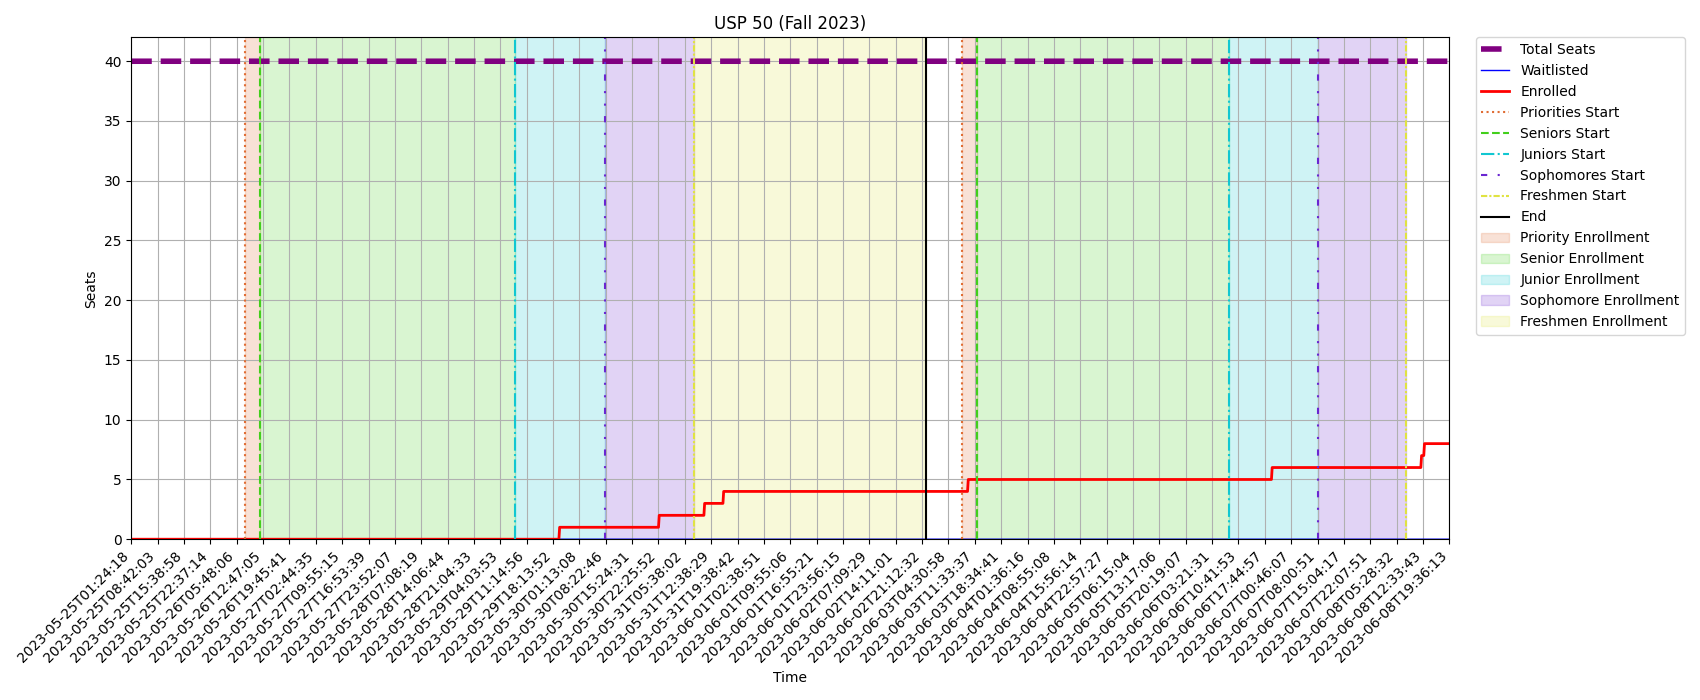 USP 50 (Fall 2023)
40
35
30
25
20
15
10
5
0
Seats
2023-05-25T01:24:18
2023-05-25T08:42:03
2023-05-25T15:38:58
2023-05-25T22:37:14
2023-05-26T05:48:06
2023-05-26T12:47:05
2023-05-26T19:45:41
2023-05-27T02:44:35
2023-05-27T09:55:15
2023-05-27T16:53:39
2023-05-27T23:52:07
2023-05-28T07:08:19
2023-05-28T14:06:44
2023-05-28T21:04:33
2023-05-29T04:03:53
2023-05-29T11:14:56
2023-05-29T18:13:52
2023-05-30T01:13:08
2023-05-30T08:22:46
2023-05-30T15:24:31
2023-05-30T22:25:52
2023-05-31T05:38:02
2023-05-31T12:38:29
2023-05-31T19:38:42
2023-06-01T02:38:51
2023-06-01T09:55:06
2023-06-01T16:55:21
2023-06-01T23:56:15
2023-06-02T07:09:29
2023-06-02T14:11:01
2023-06-02T21:12:32
2023-06-03T04:30:58
2023-06-03T11:33:37
2023-06-03T18:34:41
2023-06-04T01:36:16
2023-06-04T08:55:08
2023-06-04T15:56:14
2023-06-04T22:57:27
2023-06-05T06:15:04
2023-06-05T13:17:06
2023-06-05T20:19:07
2023-06-06T03:21:31
2023-06-06T10:41:53
2023-06-06T17:44:57
2023-06-07T00:46:07
2023-06-07T08:00:51
2023-06-07T15:04:17
2023-06-07T22:07:51
2023-06-08T05:28:32
2023-06-08T12:33:43
2023-06-08T19:36:13
Time
Total Seats
Waitlisted
Enrolled
Priorities Start
Seniors Start
Juniors Start
Sophomores Start
Freshmen Start
End
Priority Enrollment
Senior Enrollment
Junior Enrollment
Sophomore Enrollment
Freshmen Enrollment